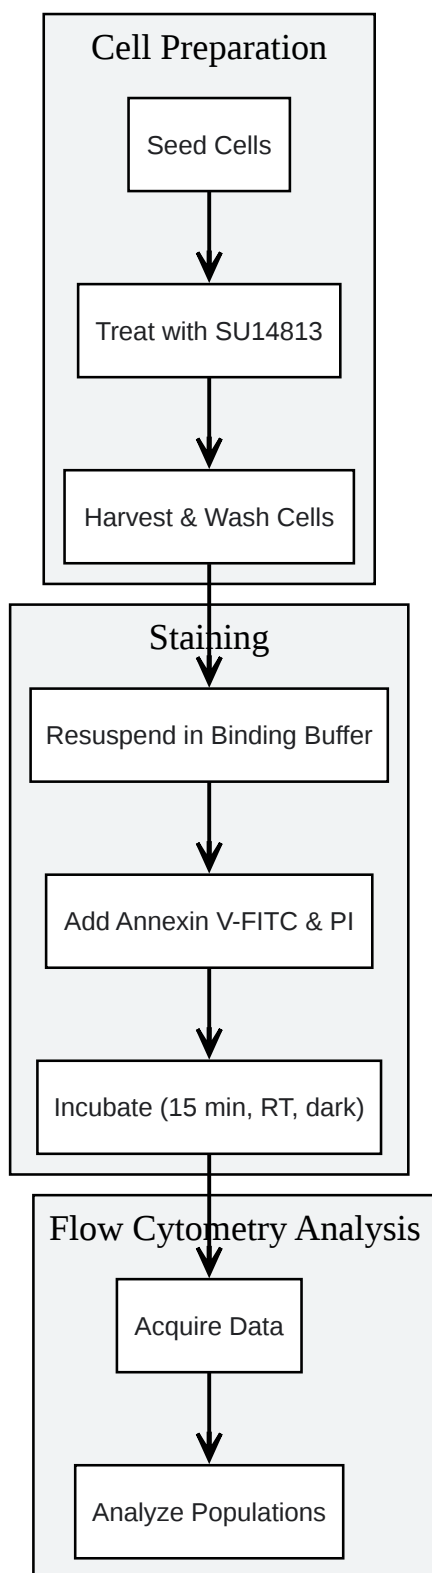 Cell Preparation
Seed Cells
Treat with SU14813
Harvest & Wash Cells
Staining
Resuspend in Binding Buffer
Add Annexin V-FITC & PI
Incubate (15 min, RT, dark)
Flow Cytometry Analysis
Acquire Data
Analyze Populations